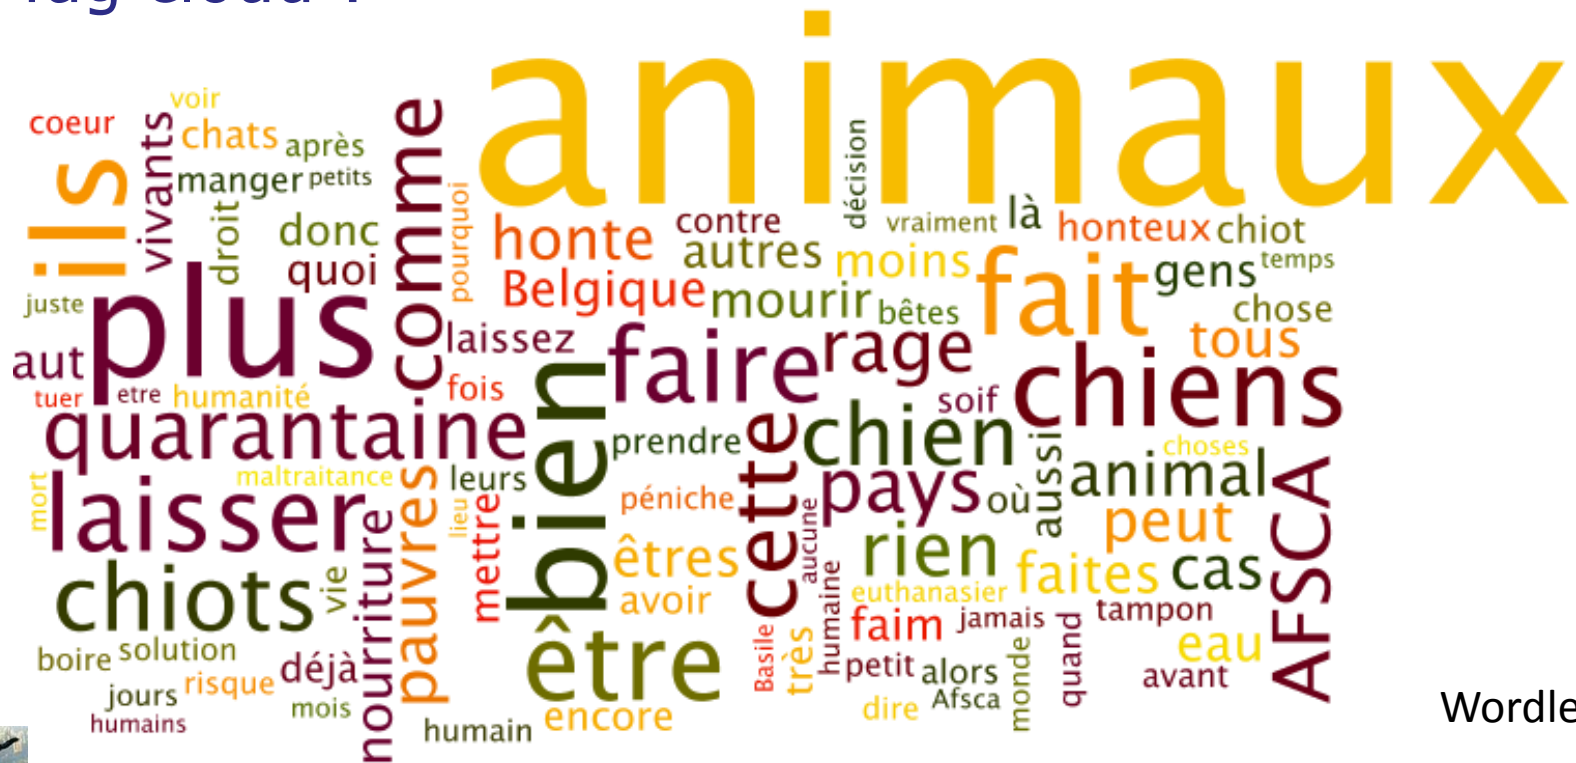 Tag cloud :
animaux
coeur
voir
chats
après
vivants
ils
manger petits
droit
donc
quoi
comme
pourquoi
honte
contre
autres
décision
vraiment
là
honteux
chiot
moins
fait
gens
temps
chose
tous
Belgique
mourir
bêtes
juste
plus
aut
tuer
etre
humanité
laissez
fois
faire
rage
soif
chiens
quarantaine
bien
prendre
cette
chien
aussi
choses
animal
AFSCA
mort
maltraitance
laisser
pauvres
leurs
lieu
mettre
péniche
aucune
pays
où
peut
chiots
vie
nourriture
êtres
avoir
rien
euthanasier
faites
cas
humaine
faim
jamais
quand
tampon
eau
boire
solution
déjà
être
Basile
très
petit
alors
monde
avant
jours
risque
mois
humains
humain
encore
dire
Afsca
Wordle